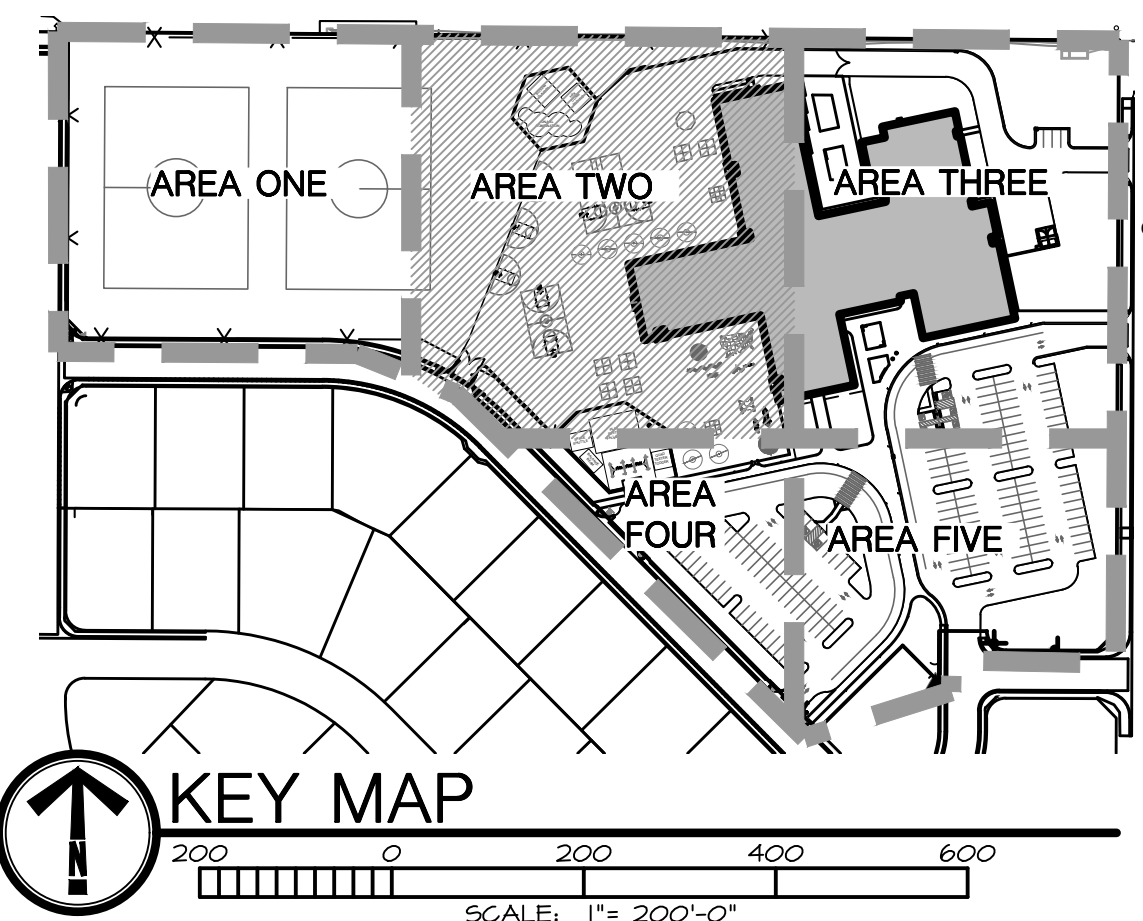 AREA ONE
AREA TWO
AREA THREE
AREA
FOUR
AREA FIVE
N
KEY MAP
200 0 200 400 600
SCALE: 1"= 200'-0"